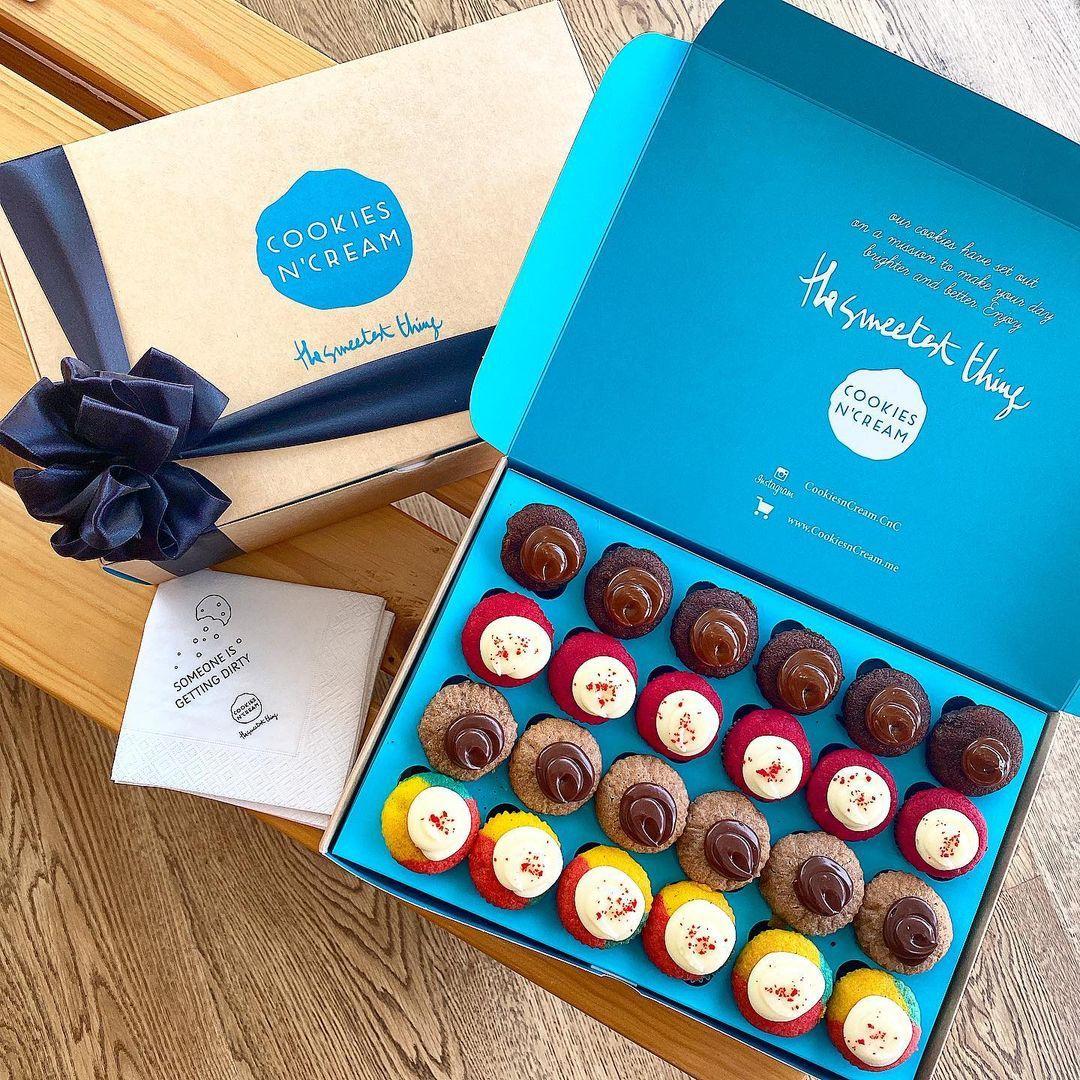 COOKIES
N'CREAM
the sweetest thing
our cookies have set out
on a mission to make your day
brighter and better. Enjoy
the sweetest thing
COOKIES
N'CREAM
Instagram
CookiesnCream.CnC
www.CookiesnCream.me
SOMEONE IS
GETTING DIRTY
COOKIES
N'CREAM
the sweetest thing